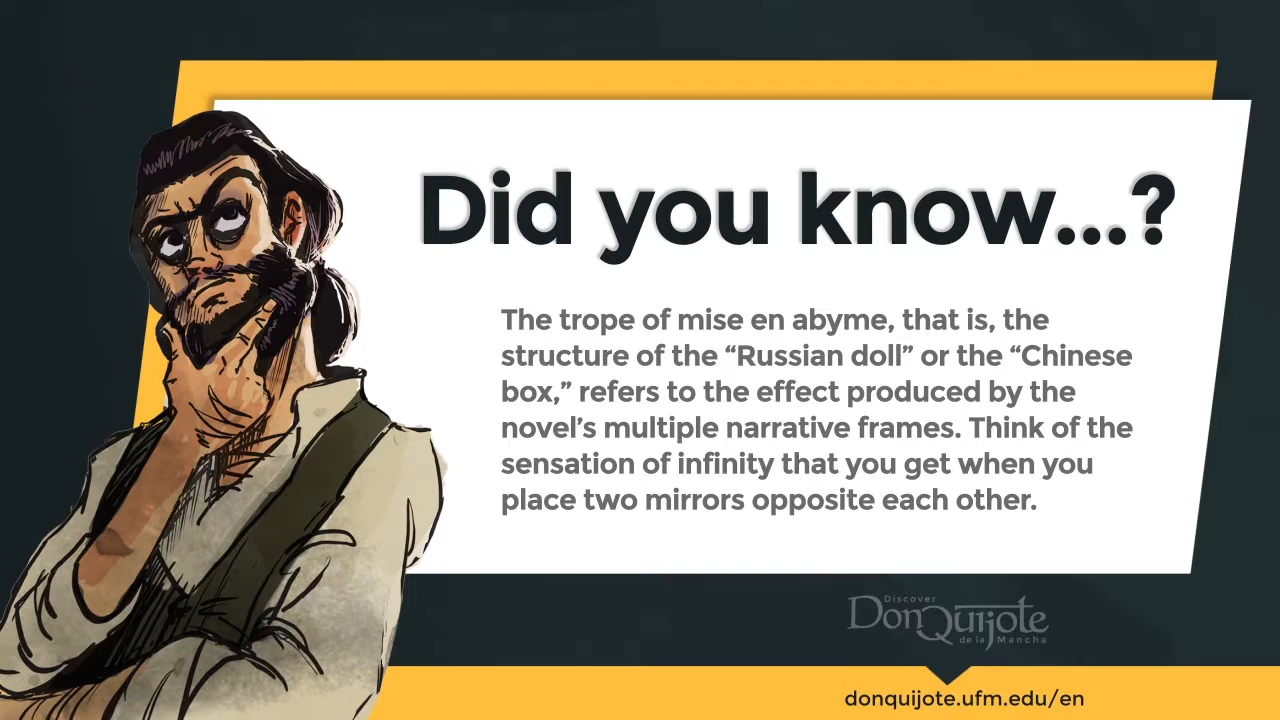 Did you know...?
The trope of mise en abyme, that is, the
structure of the “Russian doll” or the “Chinese
box,” refers to the effect produced by the
novel’s multiple narrative frames. Think of the
sensation of infinity that you get when you
place two mirrors opposite each other.
Discover
DonQuijote
de la Mancha
donquijote.ufm.edu/en